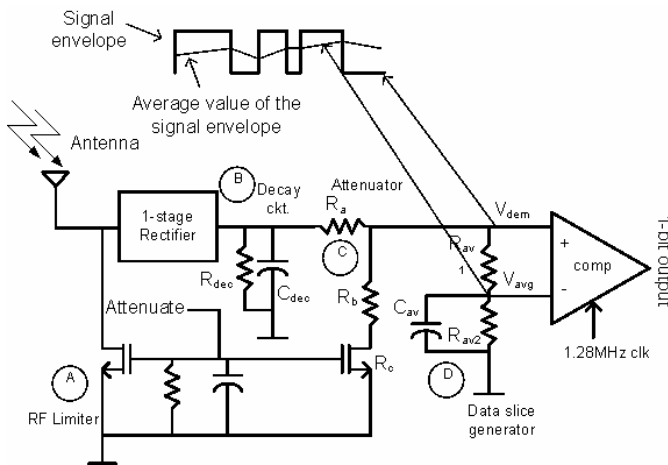 Signal
envelope
Average value of the
signal envelope
Antenna
B
Decay
ckt.
Attenuator
Ra
Vdem
1-stage
Rectifier
C
Rav
1
+
comp
1-bit output
Rdec
Cdec
Rb
Cav
Vavg
-
Attenuate
Rav2
1.28MHz clk
A
Rc
D
RF Limiter
Data slice
generator